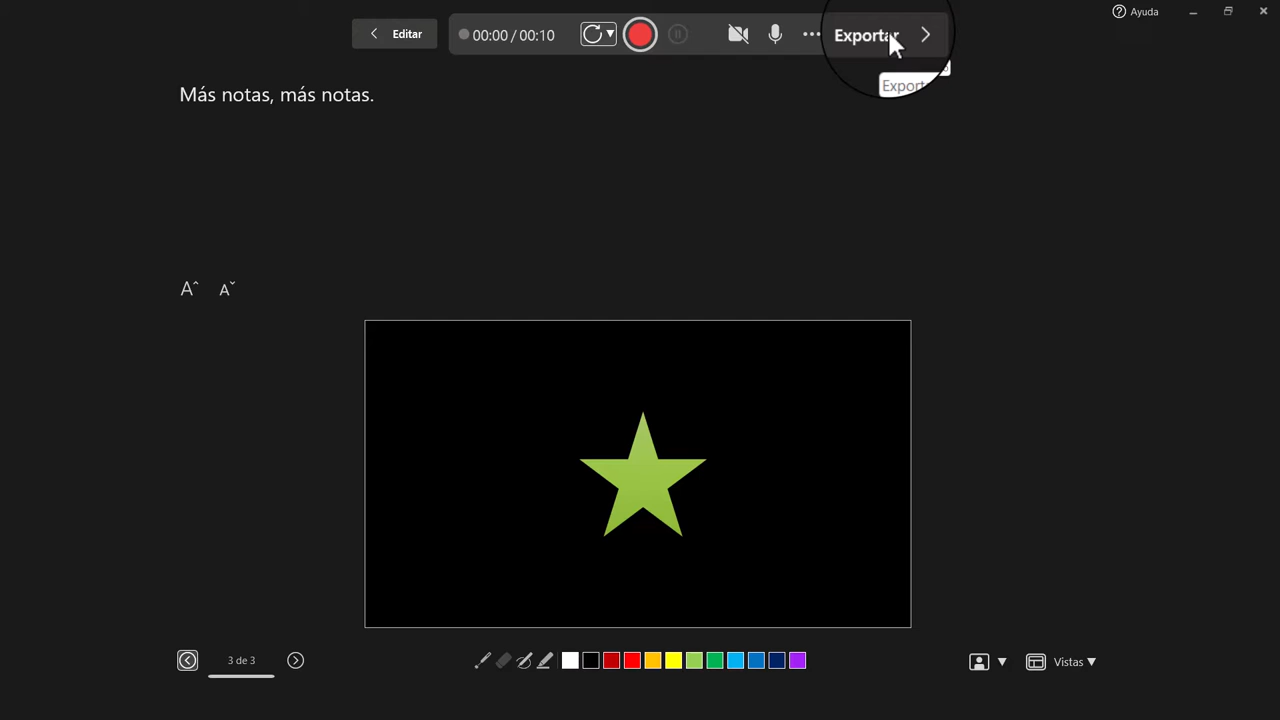 Ayuda
Editar
00:00 / 00:10
Exportar
Más notas, más notas.
A A
3 de 3
Vistas